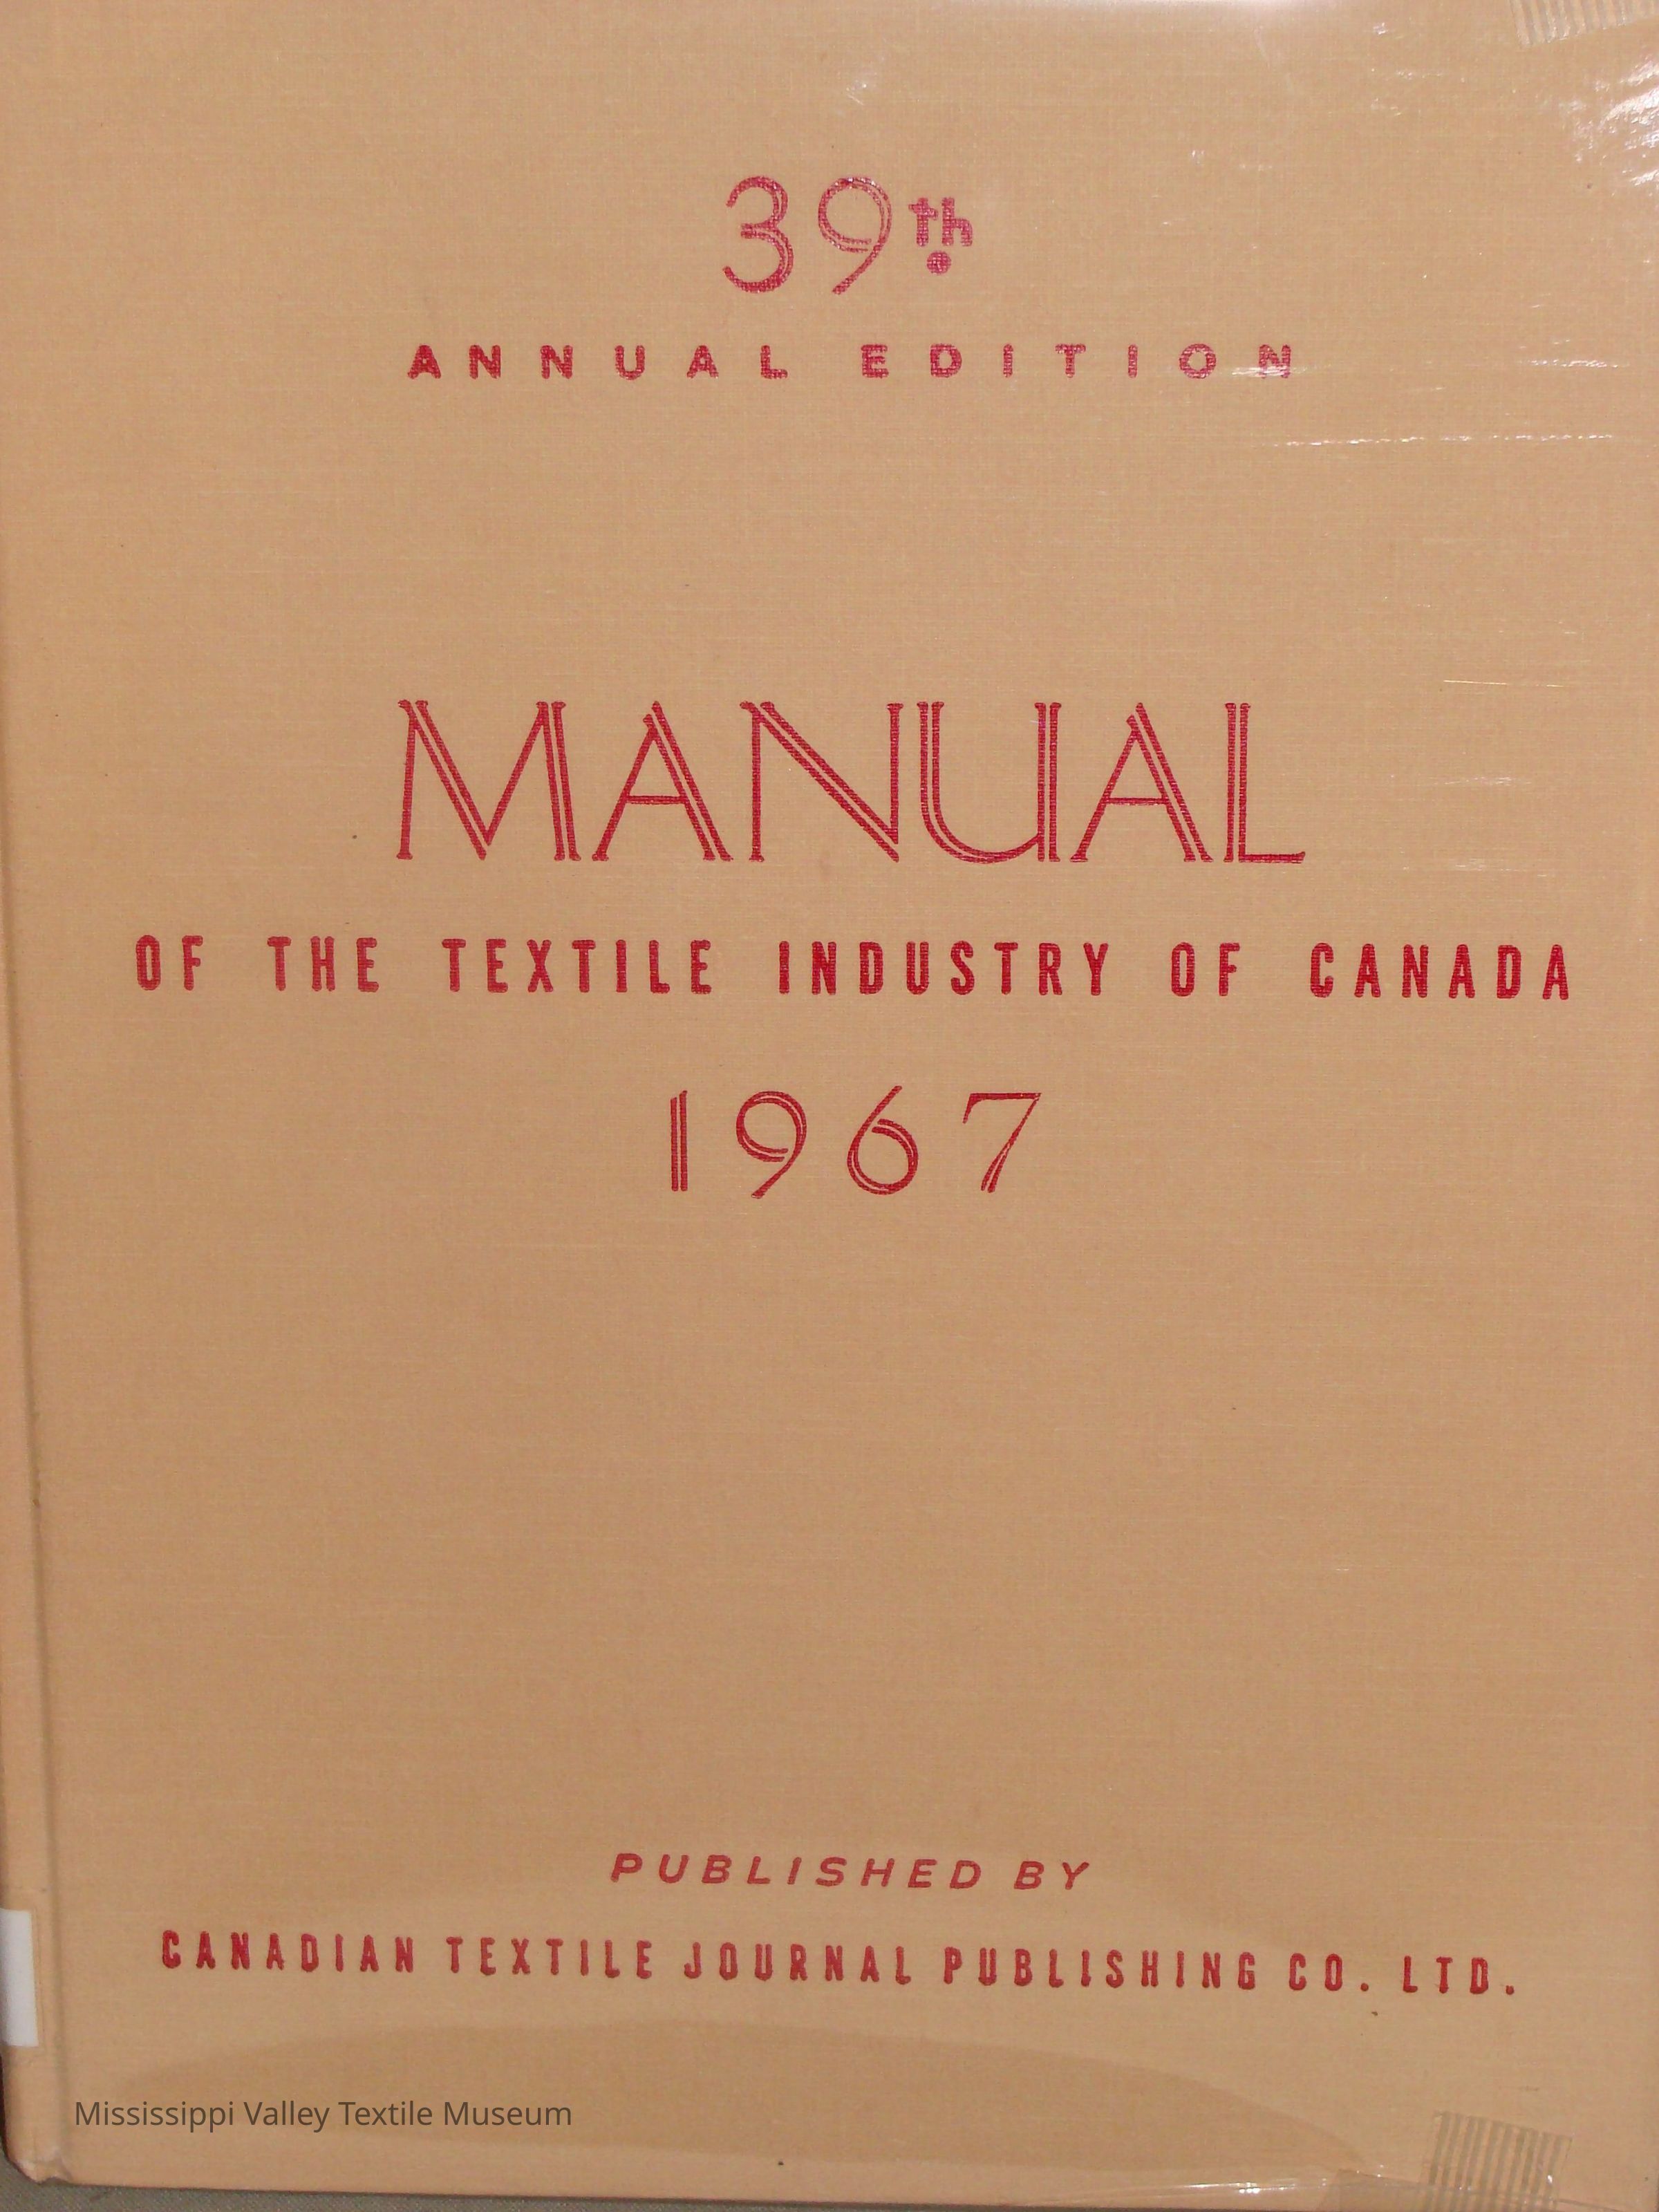 39th
ANNUAL EDITION
MANUAL
OF THE TEXTILE INDUSTRY OF CANADA
1967
PUBLISHED BY
CANADIAN TEXTILE JOURNAL PUBLISHING CO. LTD.
Mississippi Valley Textile Museum